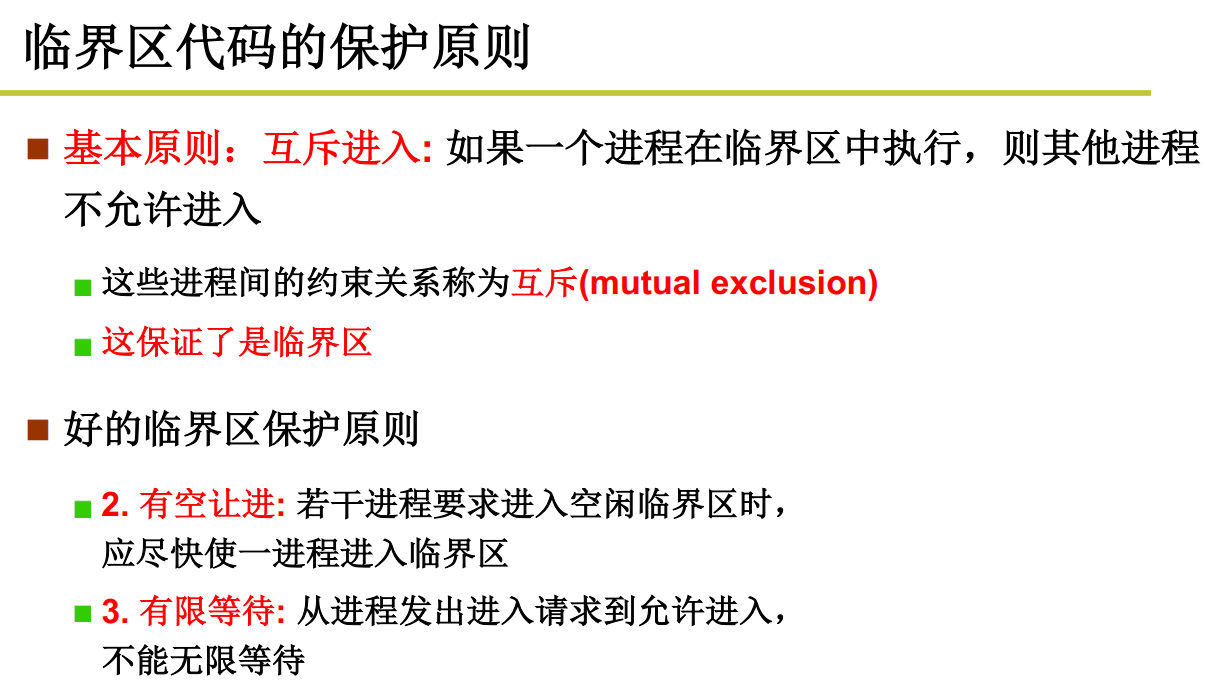 临界区代码的保护原则
基本原则：互斥进入: 如果一个进程在临界区中执行，则其他进程
不允许进入
这些进程间的约束关系称为互斥(mutual exclusion)
这保证了是临界区
好的临界区保护原则
2. 有空让进: 若干进程要求进入空闲临界区时，
应尽快使一进程进入临界区
3. 有限等待: 从进程发出进入请求到允许进入，
不能无限等待